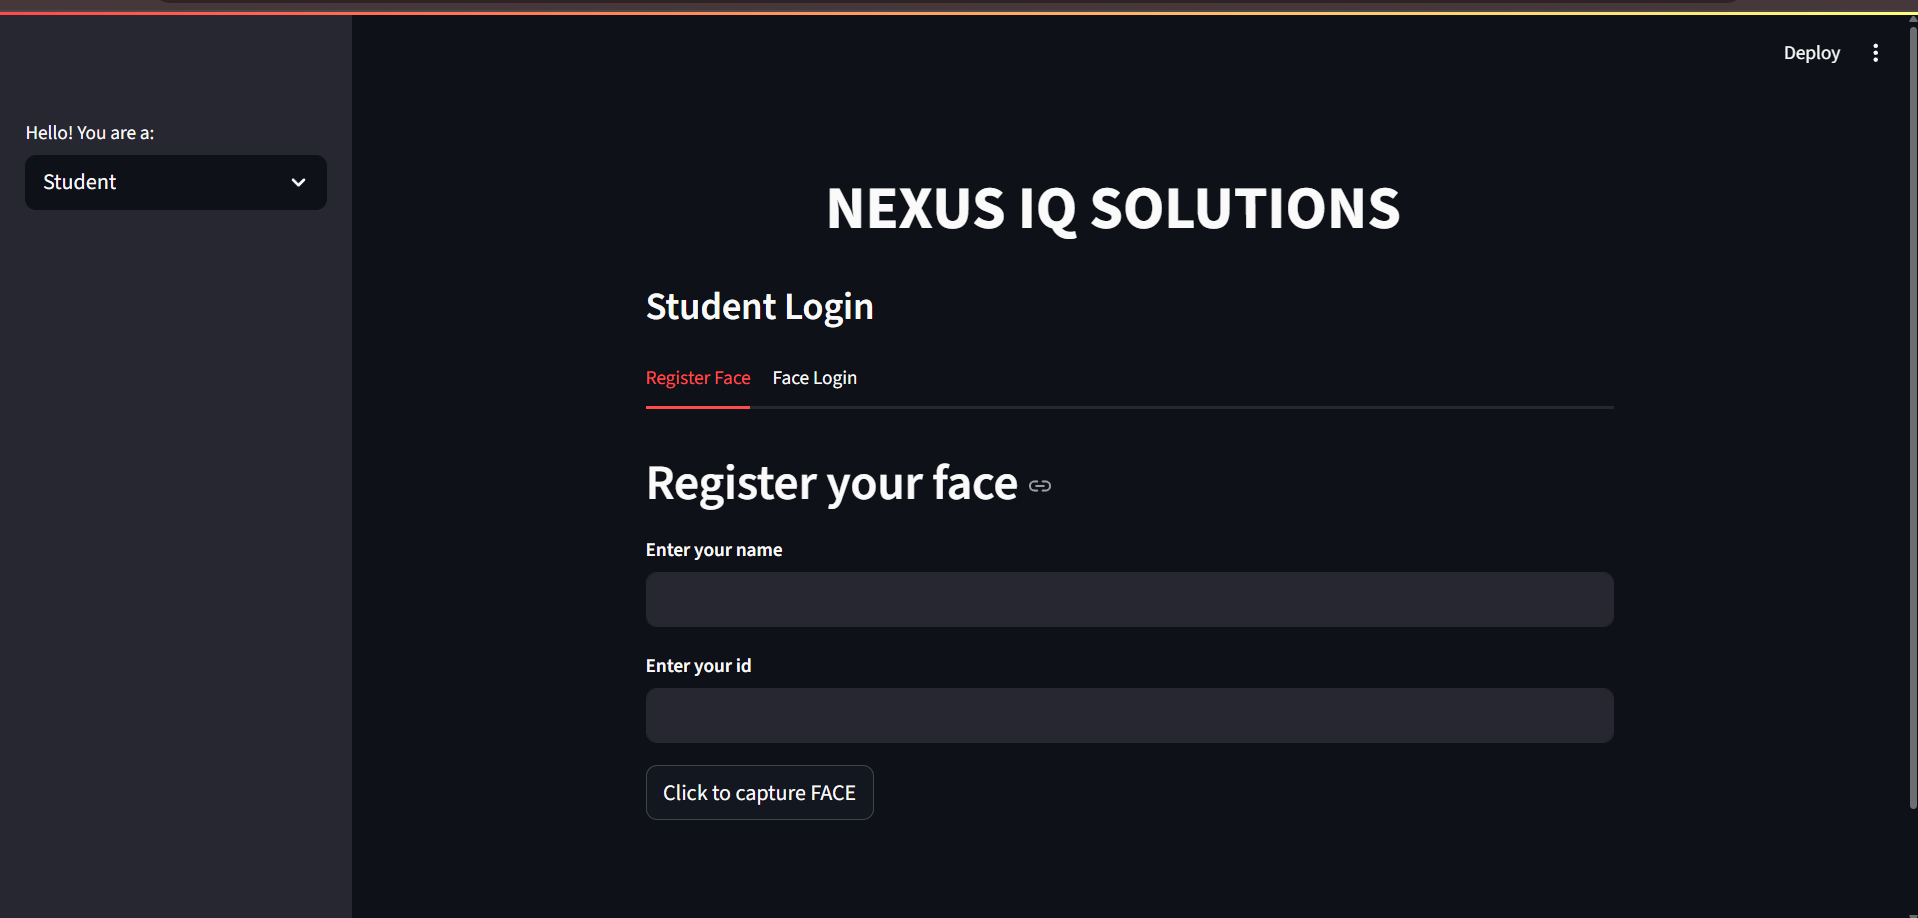 Deploy
Hello! You are a:
Student
NEXUS IQ SOLUTIONS
Student Login
Register Face
Face Login
Register your face
Enter your name
Enter your id
Click to capture FACE